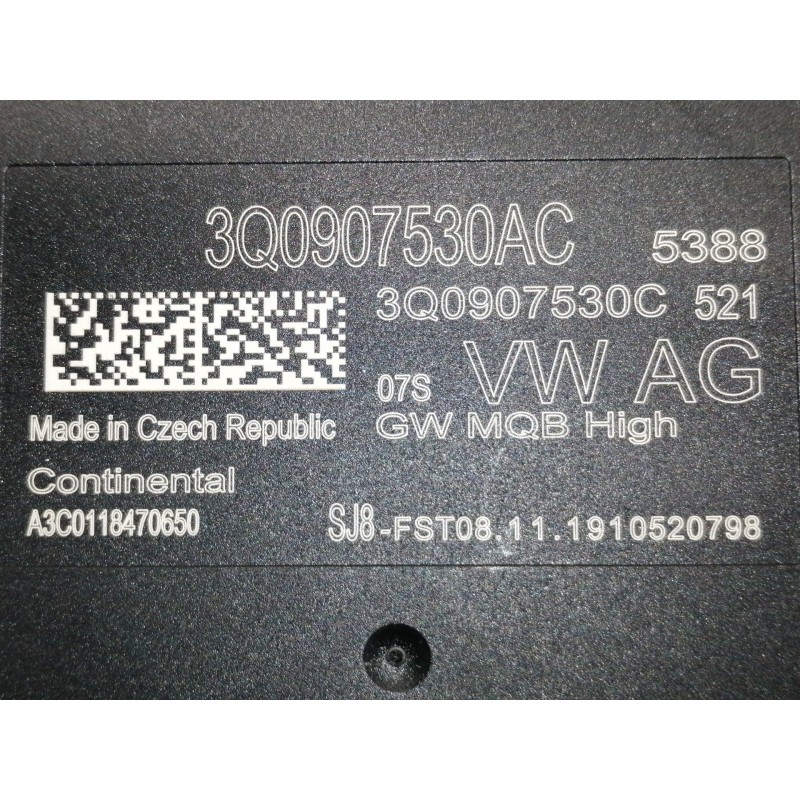 3Q0907530AC 5388
3Q0907530C 521
07S VW AG
Made in Czech Republic GW MQB High
Continental
A3C0118470650 SJ8-FST08.11.1910520798